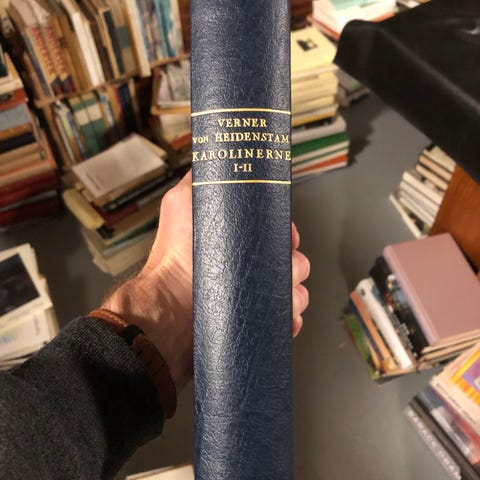 VERNER
VON HEIDENSTAM
KAROLINERNE
I-II